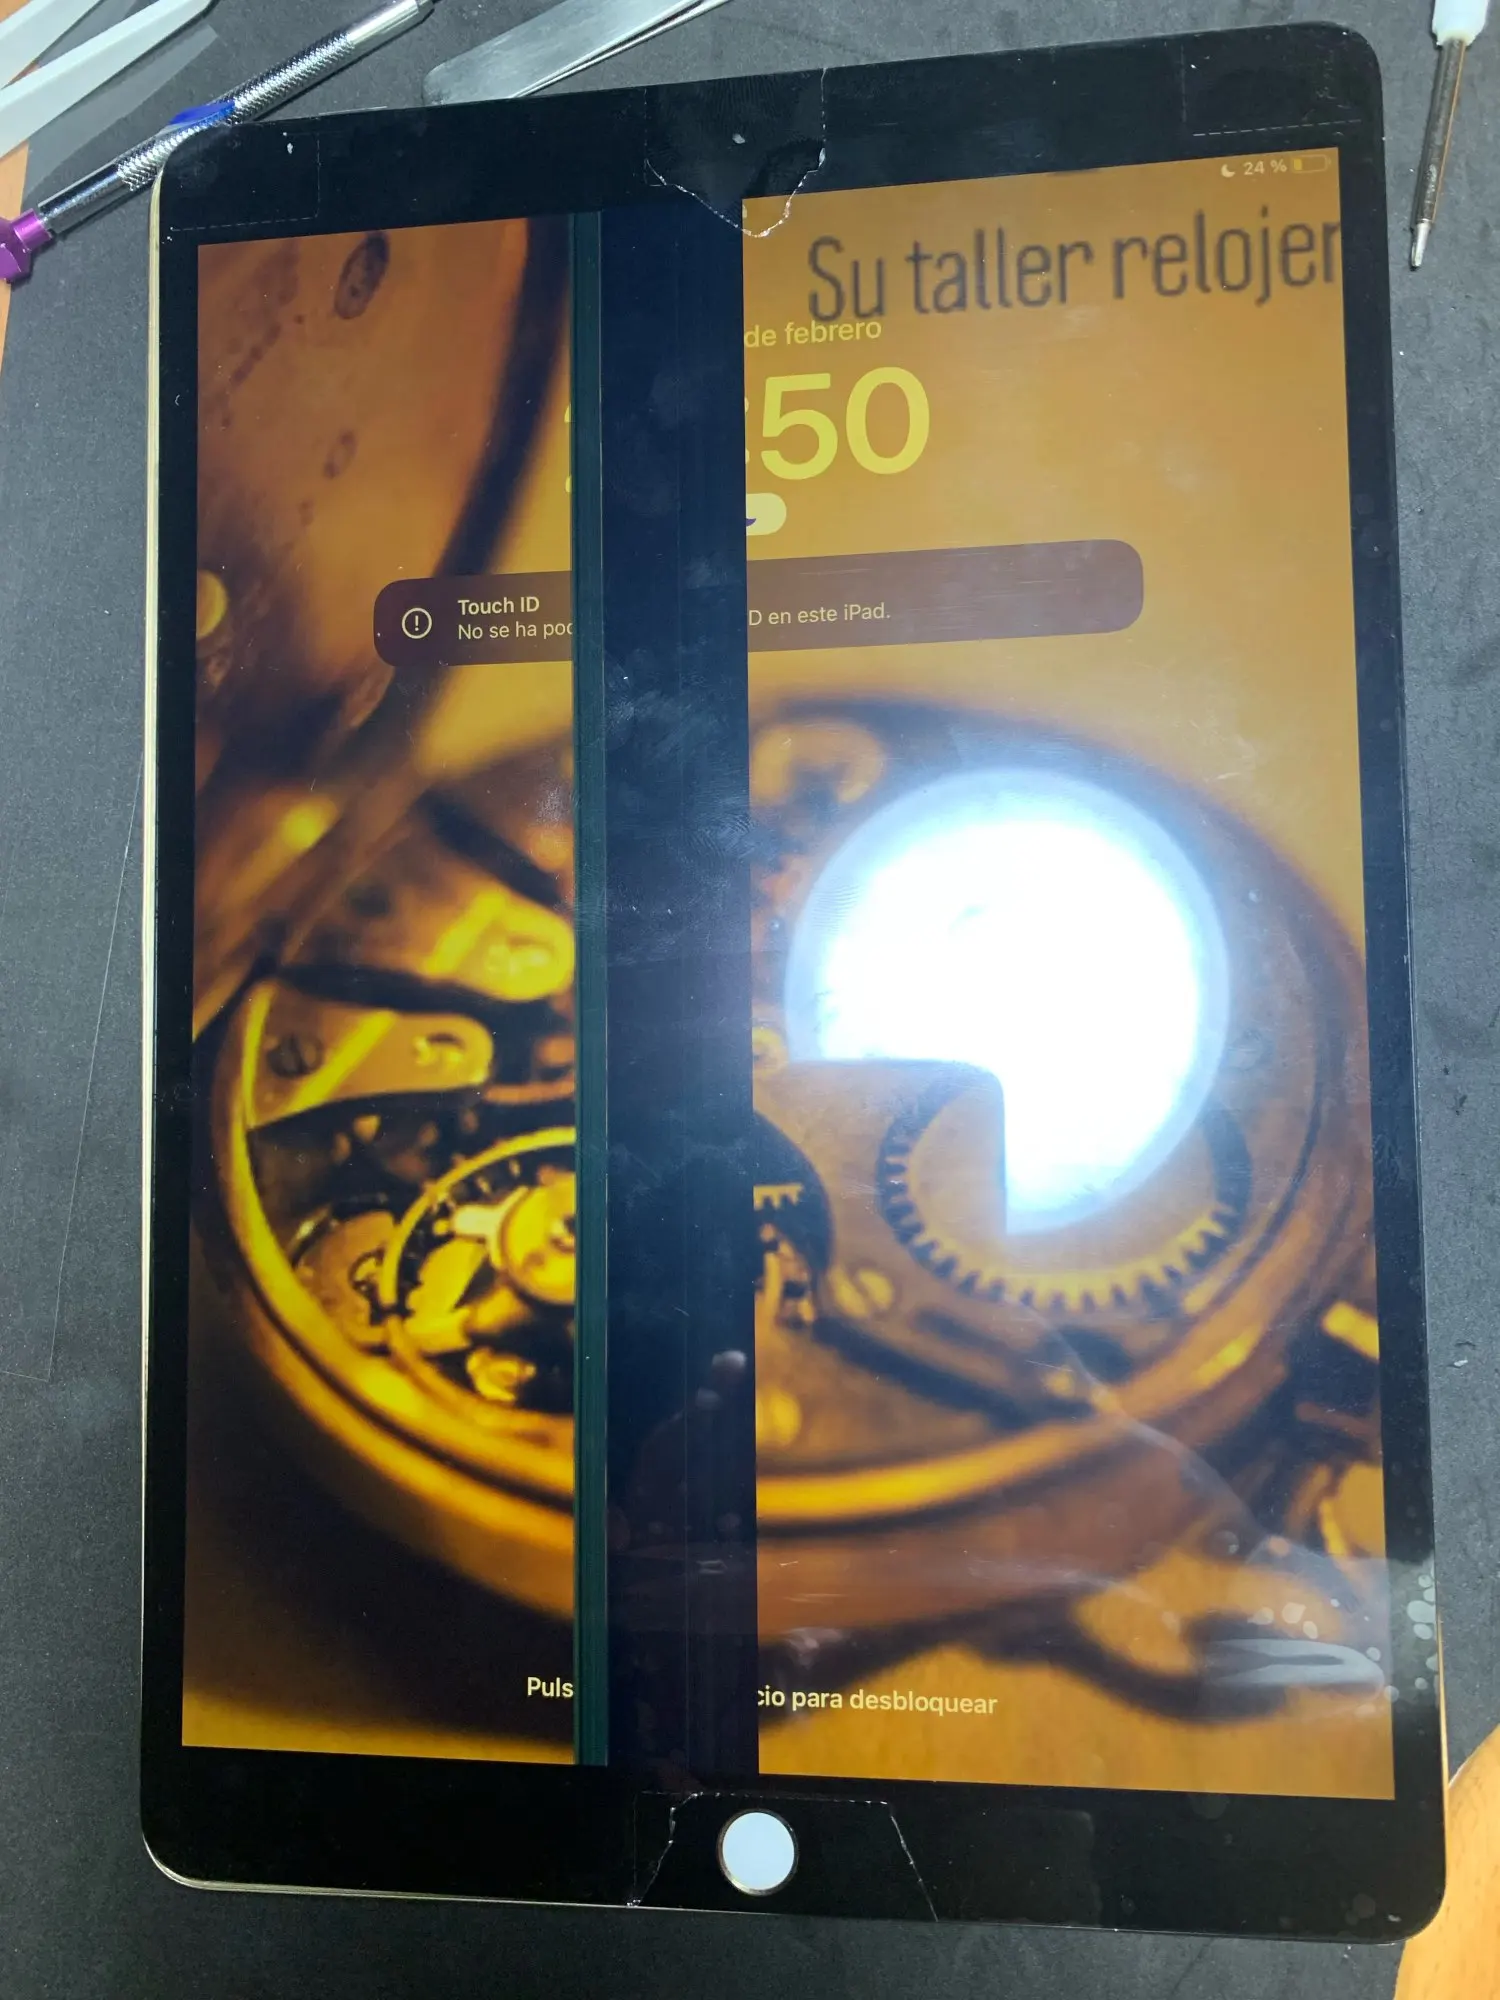 24 %
Su taller relojer
de febrero
:50
Touch ID
No se ha poc D en este iPad.
Puls cio para desbloquear